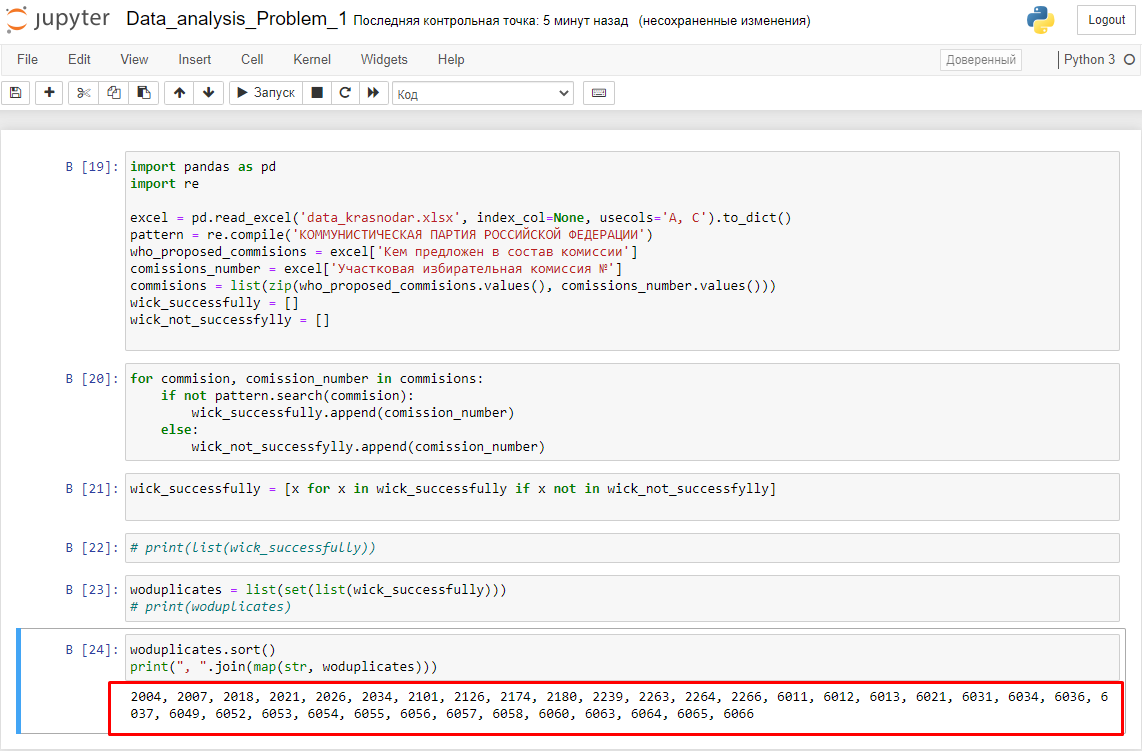 jupyter Data_analysis_Problem_1 Последняя контрольная точка: 5 минут назад (несохраненные изменения)
Logout
File Edit View Insert Cell Kernel Widgets Help Доверенный Python 3
Запуск Код
В [19]: import pandas as pd
import re
excel = pd.read_excel('data_krasnodar.xlsx', index_col=None, usecols='A, C').to_dict()
pattern = re.compile('КОММУНИСТИЧЕСКАЯ ПАРТИЯ РОССИЙСКОЙ ФЕДЕРАЦИИ')
who_proposed_commisions = excel['Кем предложен в состав комиссии']
comissions_number = excel['Участковая избирательная комиссия №']
commisions = list(zip(who_proposed_commisions.values(), comissions_number.values()))
wick_successfully = []
wick_not_successfylly = []
В [20]: for commision, comission_number in commisions:
    if not pattern.search(commision):
        wick_successfully.append(comission_number)
    else:
        wick_not_successfylly.append(comission_number)
В [21]: wick_successfully = [x for x in wick_successfully if x not in wick_not_successfylly]
В [22]: # print(list(wick_successfully))
В [23]: woduplicates = list(set(list(wick_successfully)))
# print(woduplicates)
В [24]: woduplicates.sort()
print(", ".join(map(str, woduplicates)))
2004, 2007, 2018, 2021, 2026, 2034, 2101, 2126, 2174, 2180, 2239, 2263, 2264, 2266, 6011, 6012, 6013, 6021, 6031, 6034, 6036, 6
037, 6049, 6052, 6053, 6054, 6055, 6056, 6057, 6058, 6060, 6063, 6064, 6065, 6066